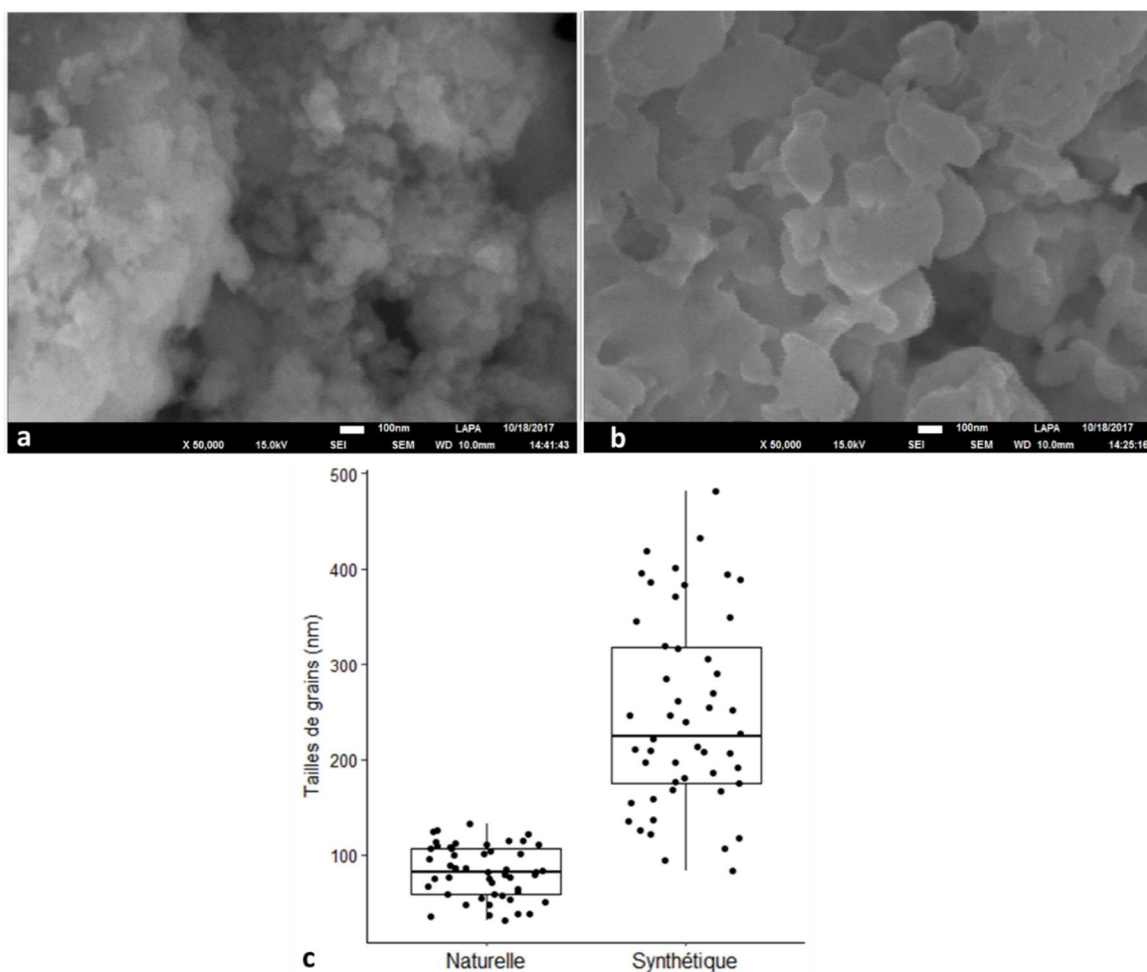 a
100nm LAPA 10/18/2017
X 50,000 15.0kV SEI SEM WD 10.0mm 14:41:43
b
100nm LAPA 10/18/2017
X 50,000 15.0kV SEI SEM WD 10.0mm 14:25:16
500
400
300
200
100
Tailles de grains (nm)
c
Naturelle
Synthétique